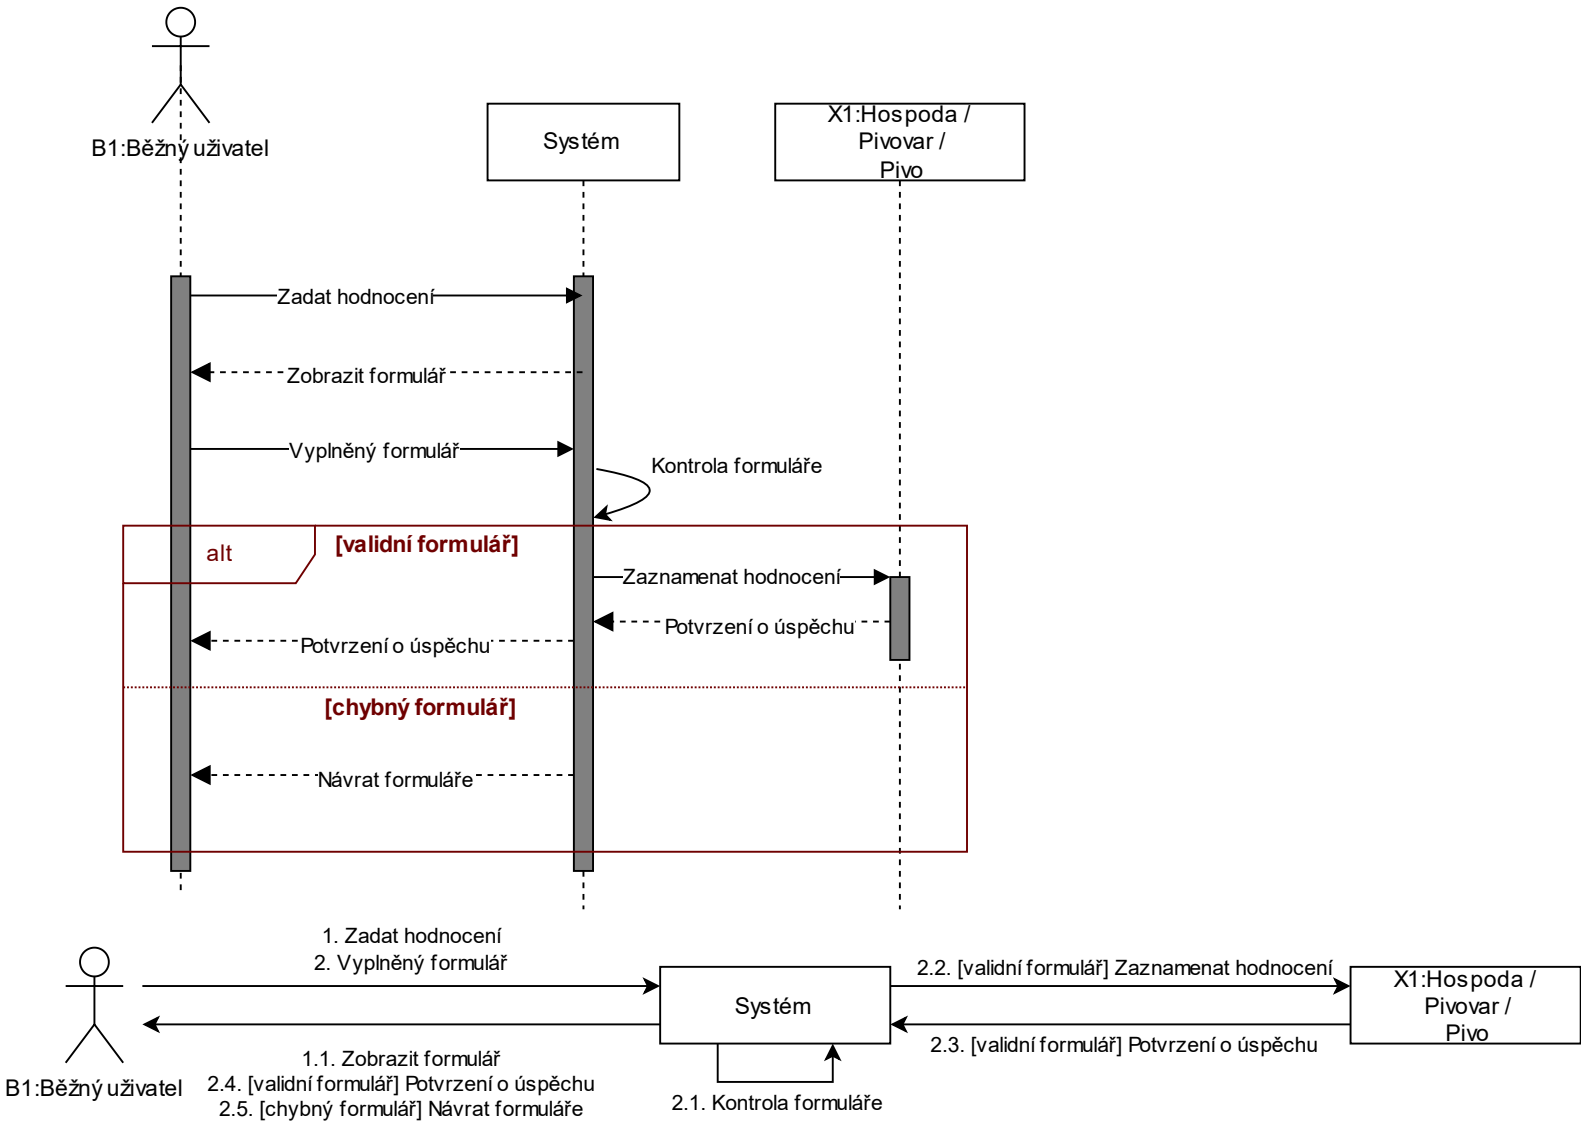 B1:Běžný uživatel
Systém
X1:Hospoda /
Pivovar /
Pivo
Zadat hodnocení
Zobrazit formulář
Vyplněný formulář
Kontrola formuláře
alt
[validní formulář]
Zaznamenat hodnocení
Potvrzení o úspěchu
Potvrzení o úspěchu
[chybný formulář]
Návrat formuláře
1. Zadat hodnocení
2. Vyplněný formulář
B1:Běžný uživatel
1.1. Zobrazit formulář
2.4. [validní formulář] Potvrzení o úspěchu
2.5. [chybný formulář] Návrat formuláře
Systém
2.1. Kontrola formuláře
2.2. [validní formulář] Zaznamenat hodnocení
2.3. [validní formulář] Potvrzení o úspěchu
X1:Hospoda /
Pivovar /
Pivo